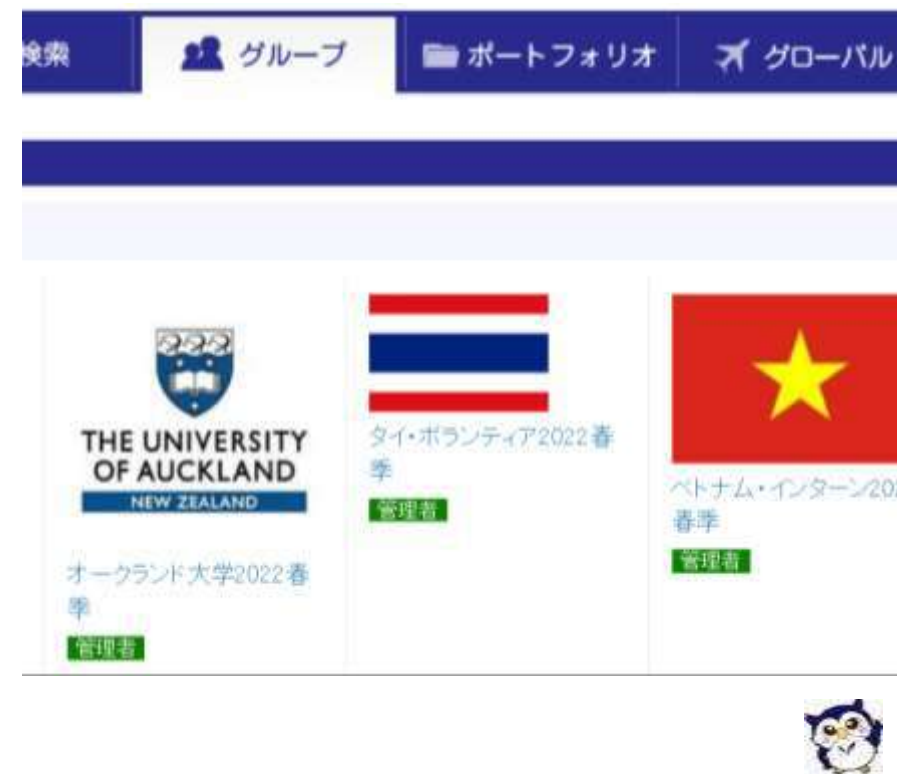 検索
グループ
ポートフォリオ
グローバル
THE UNIVERSITY
OF AUCKLAND
NEW ZEALAND
オークランド大学2022春
季
管理者
タイ・ボランティア2022春
季
管理者
ベトナム・インターン202
春季
管理者